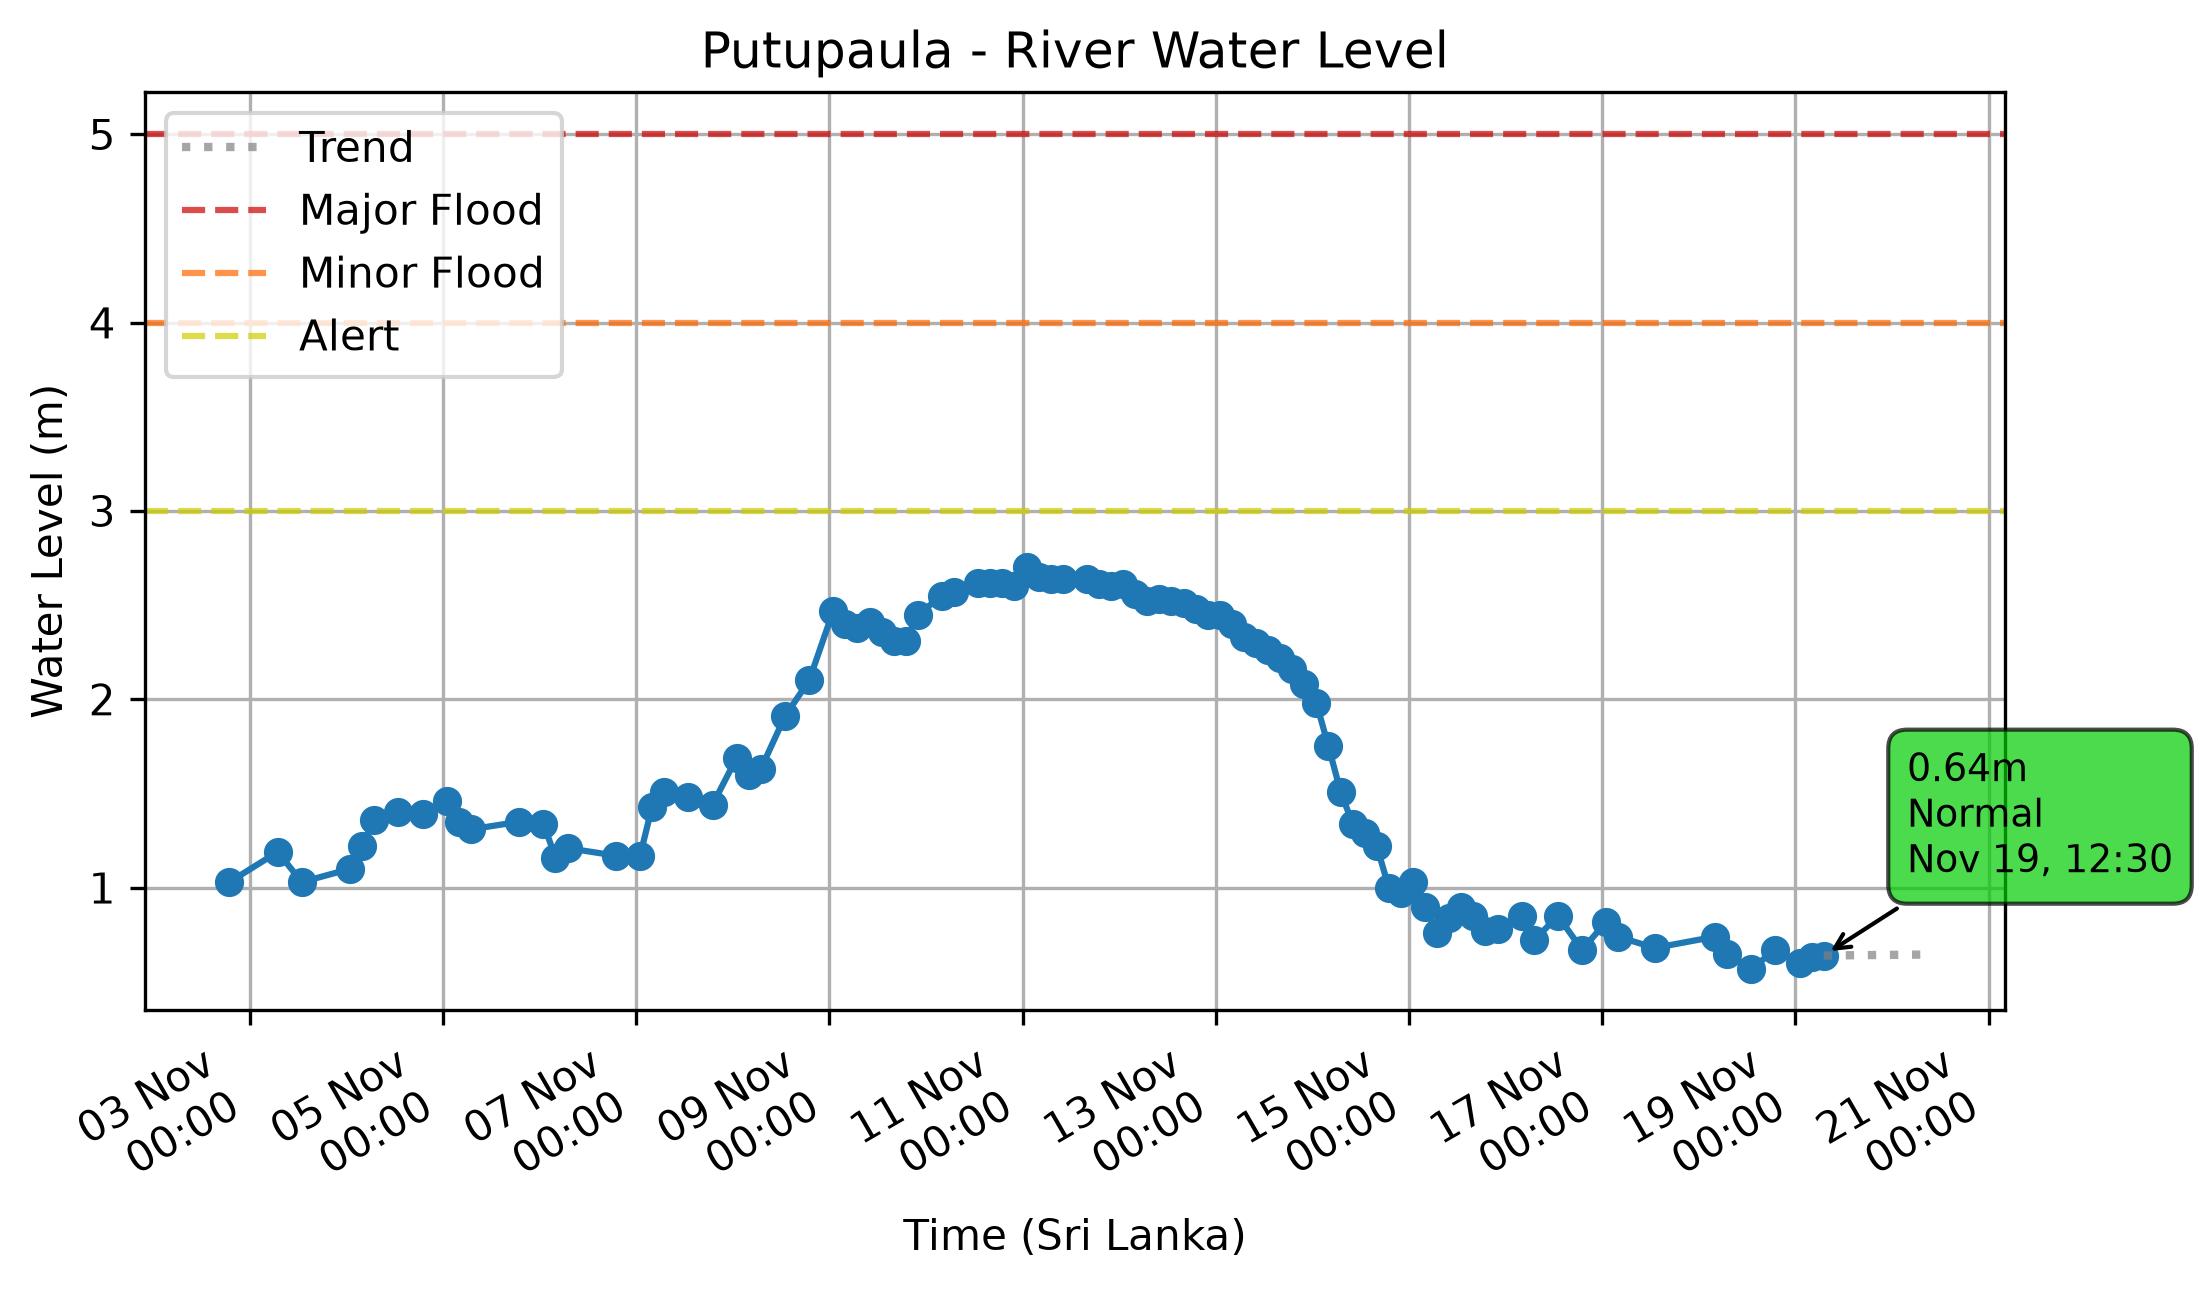 Putupaula - River Water Level
Trend
Major Flood
Minor Flood
Alert
5
4
3
2
1
Water Level (m)
0.64m
Normal
Nov 19, 12:30
03 Nov
00:00
05 Nov
00:00
07 Nov
00:00
09 Nov
00:00
11 Nov
00:00
13 Nov
00:00
15 Nov
00:00
17 Nov
00:00
19 Nov
00:00
21 Nov
00:00
Time (Sri Lanka)